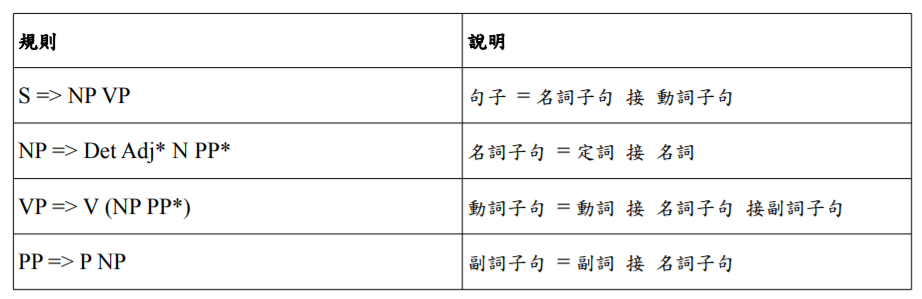 規則 說明
S => NP VP 句子 = 名詞子句 接 動詞子句
NP => Det Adj* N PP* 名詞子句 = 定詞 接 名詞
VP => V (NP PP*) 動詞子句 = 動詞 接 名詞子句 接副詞子句
PP => P NP 副詞子句 = 副詞 接 名詞子句